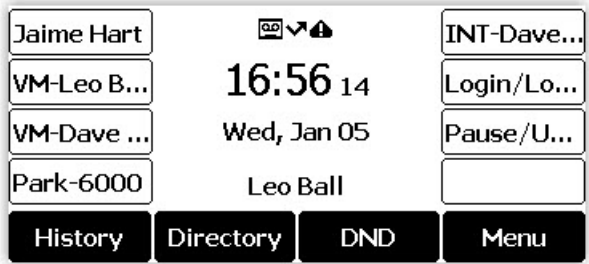 Jaime Hart
INT-Dave...
VM-Leo B...
16:56 14
Login/Lo...
VM-Dave ...
Wed, Jan 05
Pause/U...
Park-6000
Leo Ball
History
Directory
DND
Menu